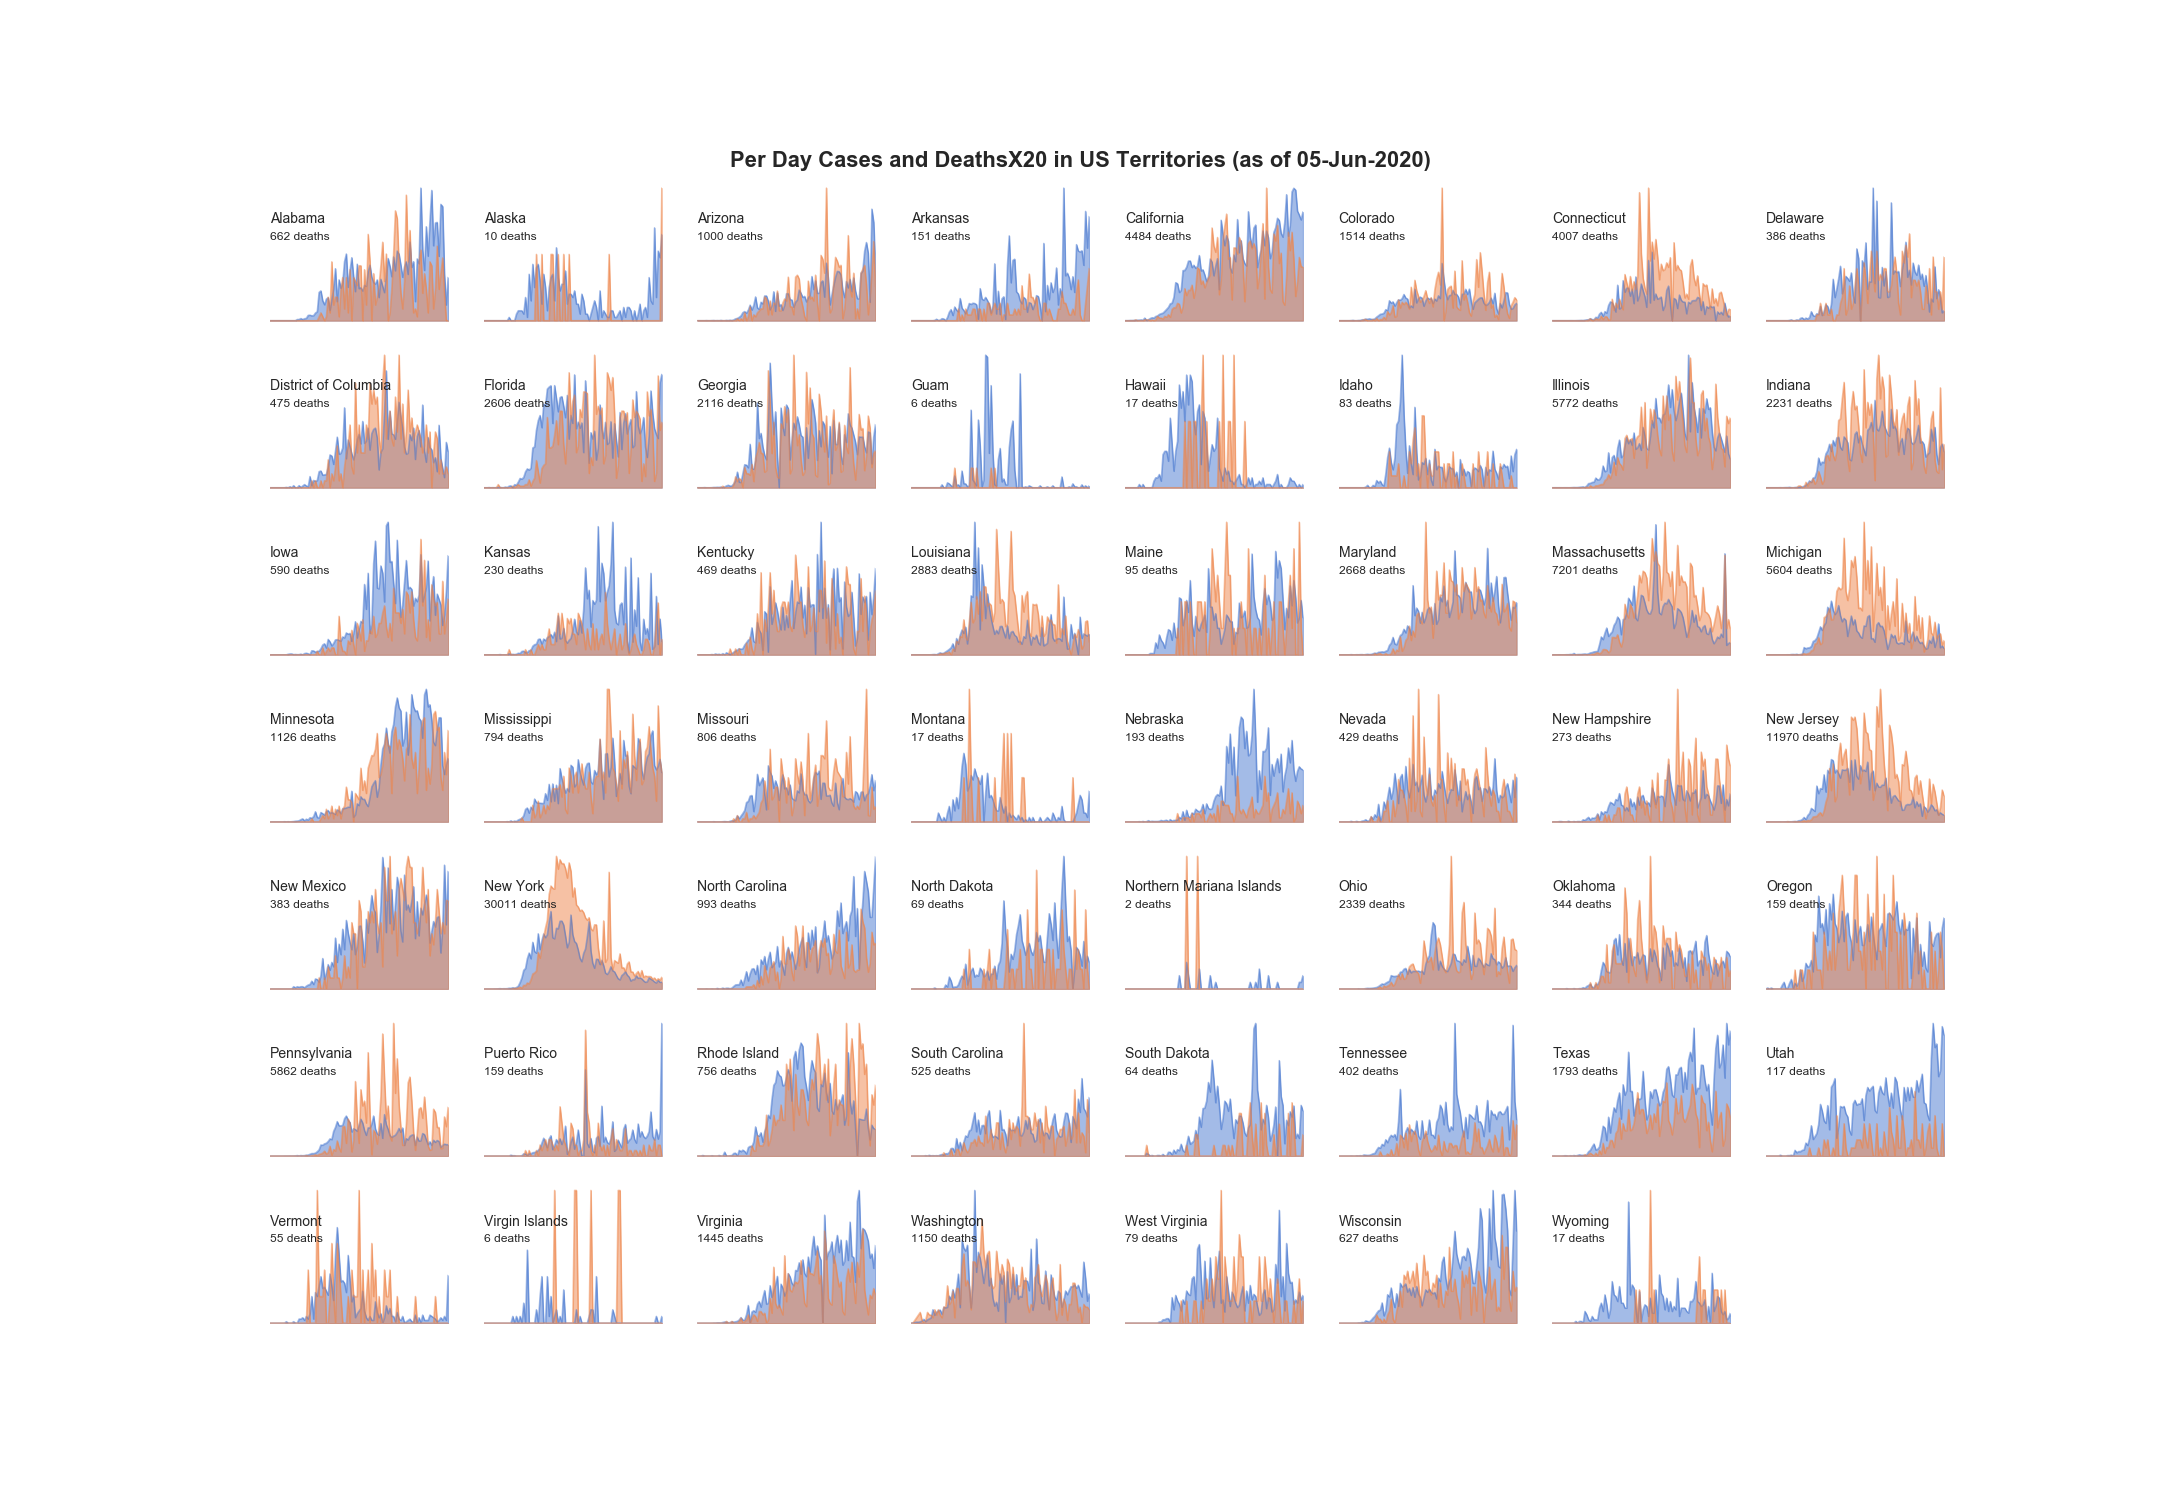 Per Day Cases and DeathsX20 in US Territories (as of 05-Jun-2020)
Alabama
662 deaths
Alaska
10 deaths
Arizona
1000 deaths
Arkansas
151 deaths
California
4484 deaths
Colorado
1514 deaths
Connecticut
4007 deaths
Delaware
386 deaths
District of Columbia
475 deaths
Florida
2606 deaths
Georgia
2116 deaths
Guam
6 deaths
Hawaii
17 deaths
Idaho
83 deaths
Illinois
5772 deaths
Indiana
2231 deaths
Iowa
590 deaths
Kansas
230 deaths
Kentucky
469 deaths
Louisiana
2883 deaths
Maine
95 deaths
Maryland
2668 deaths
Massachusetts
7201 deaths
Michigan
5604 deaths
Minnesota
1126 deaths
Mississippi
794 deaths
Missouri
806 deaths
Montana
17 deaths
Nebraska
193 deaths
Nevada
429 deaths
New Hampshire
273 deaths
New Jersey
11970 deaths
New Mexico
383 deaths
New York
30011 deaths
North Carolina
993 deaths
North Dakota
69 deaths
Northern Mariana Islands
2 deaths
Ohio
2339 deaths
Oklahoma
344 deaths
Oregon
159 deaths
Pennsylvania
5862 deaths
Puerto Rico
159 deaths
Rhode Island
756 deaths
South Carolina
525 deaths
South Dakota
64 deaths
Tennessee
402 deaths
Texas
1793 deaths
Utah
117 deaths
Vermont
55 deaths
Virgin Islands
6 deaths
Virginia
1445 deaths
Washington
1150 deaths
West Virginia
79 deaths
Wisconsin
627 deaths
Wyoming
17 deaths